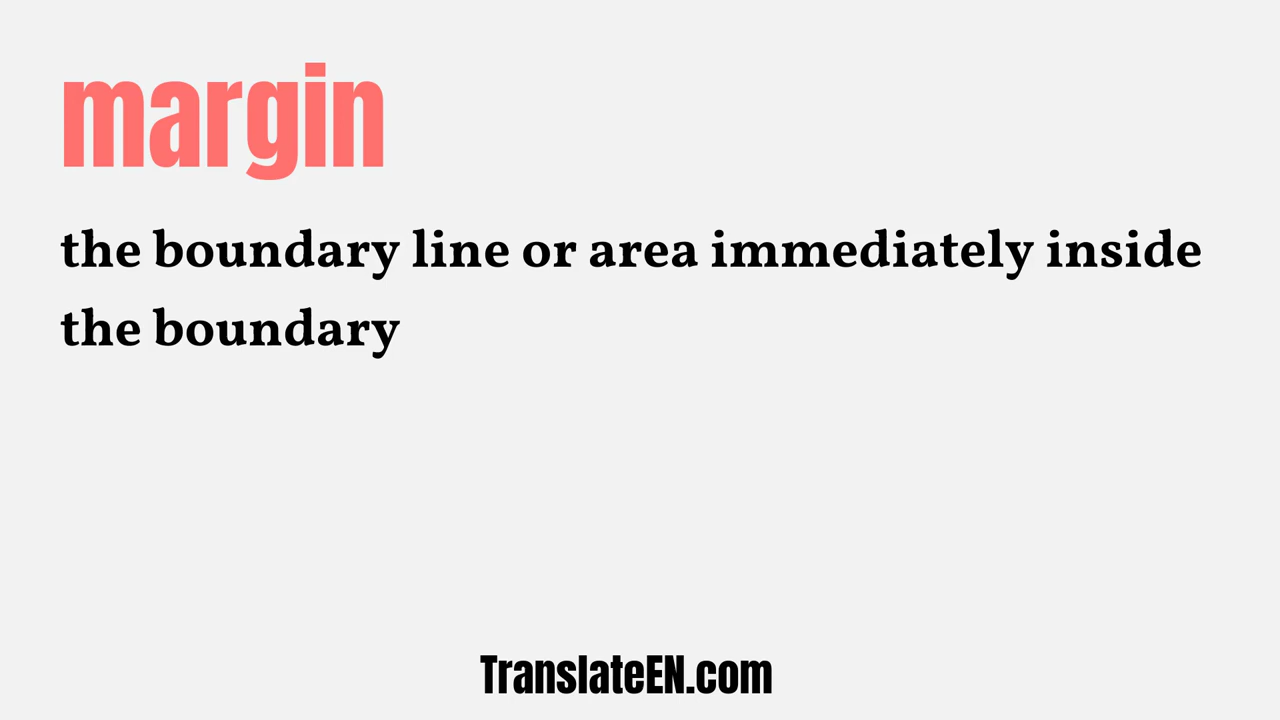 margin
the boundary line or area immediately inside
the boundary
TranslateEN.com